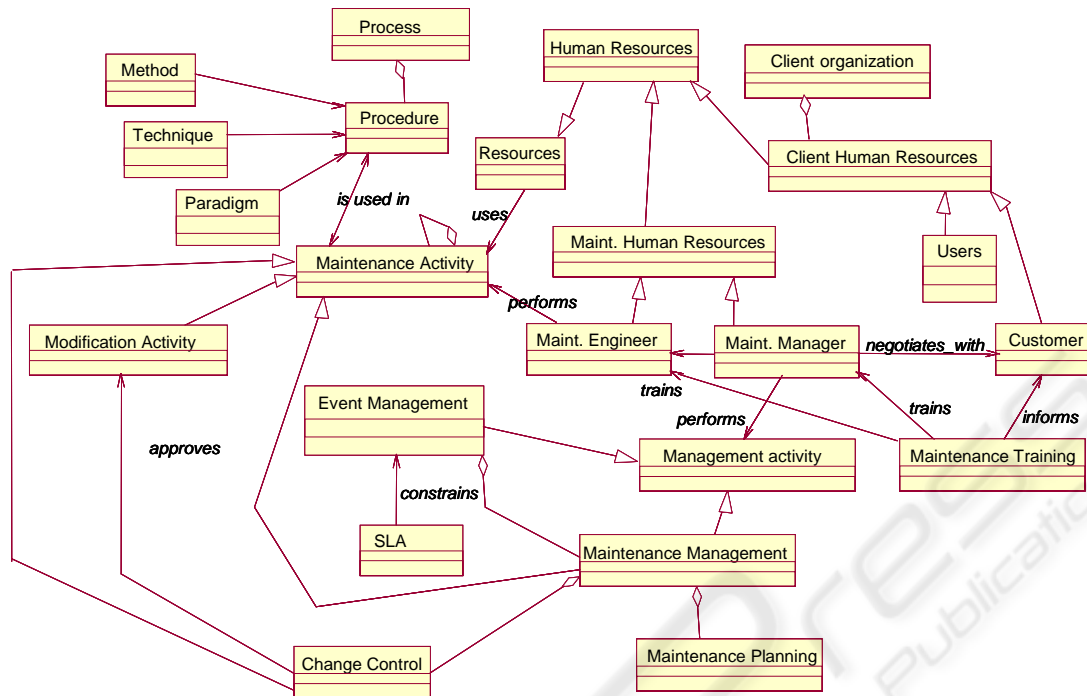 Process
Human Resources
Client organization
Method
Procedure
Technique
Resources
Client Human Resources
Paradigm
is used in
uses
Maint. Human Resources
Users
Maintenance Activity
performs
Modification Activity
Maint. Engineer
Maint. Manager
negotiates_with
Customer
Event Management
trains
trains
informs
performs
approves
Management activity
Maintenance Training
constrains
SLA
Maintenance Management
Change Control
Maintenance Planning
Press
Publicatio